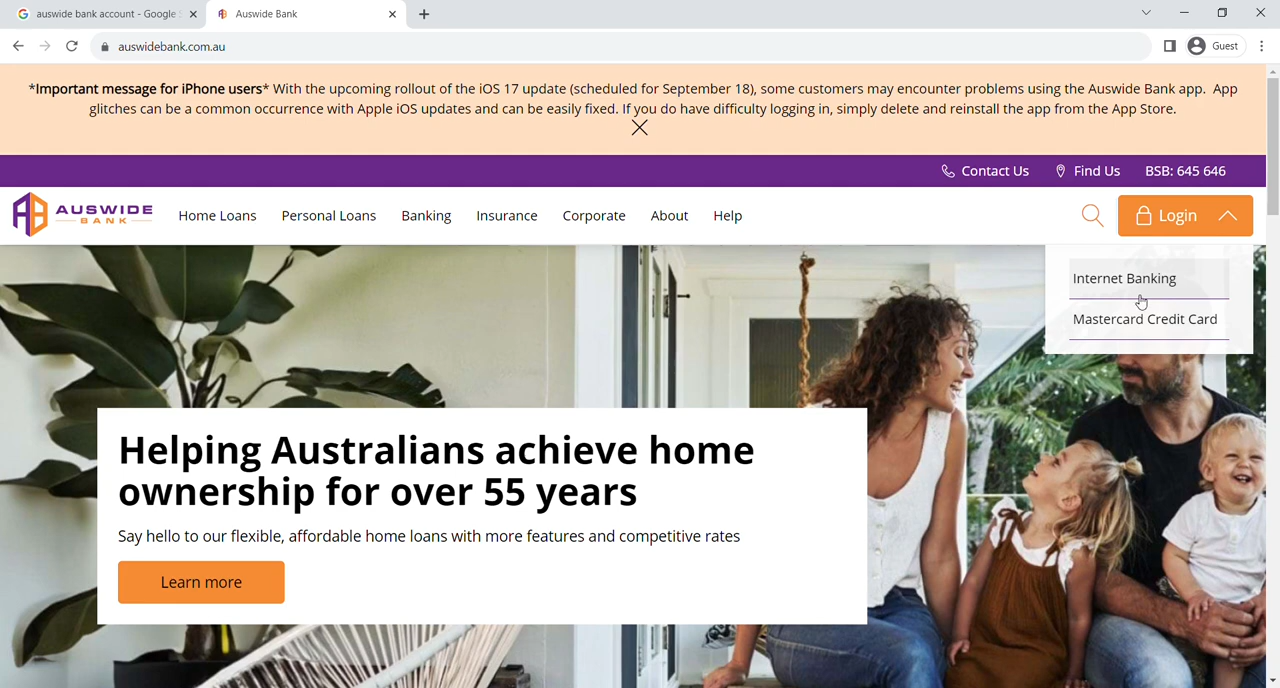 auswide bank account - Google S
Auswide Bank
auswidebank.com.au
Guest
*Important message for iPhone users* With the upcoming rollout of the iOS 17 update (scheduled for September 18), some customers may encounter problems using the Auswide Bank app. App
glitches can be a common occurrence with Apple iOS updates and can be easily fixed. If you do have difficulty logging in, simply delete and reinstall the app from the App Store.
Contact Us
Find Us
BSB: 645 646
AUSWIDE
BANK
Home Loans
Personal Loans
Banking
Insurance
Corporate
About
Help
Login
Internet Banking
Mastercard Credit Card
Helping Australians achieve home
ownership for over 55 years
Say hello to our flexible, affordable home loans with more features and competitive rates
Learn more